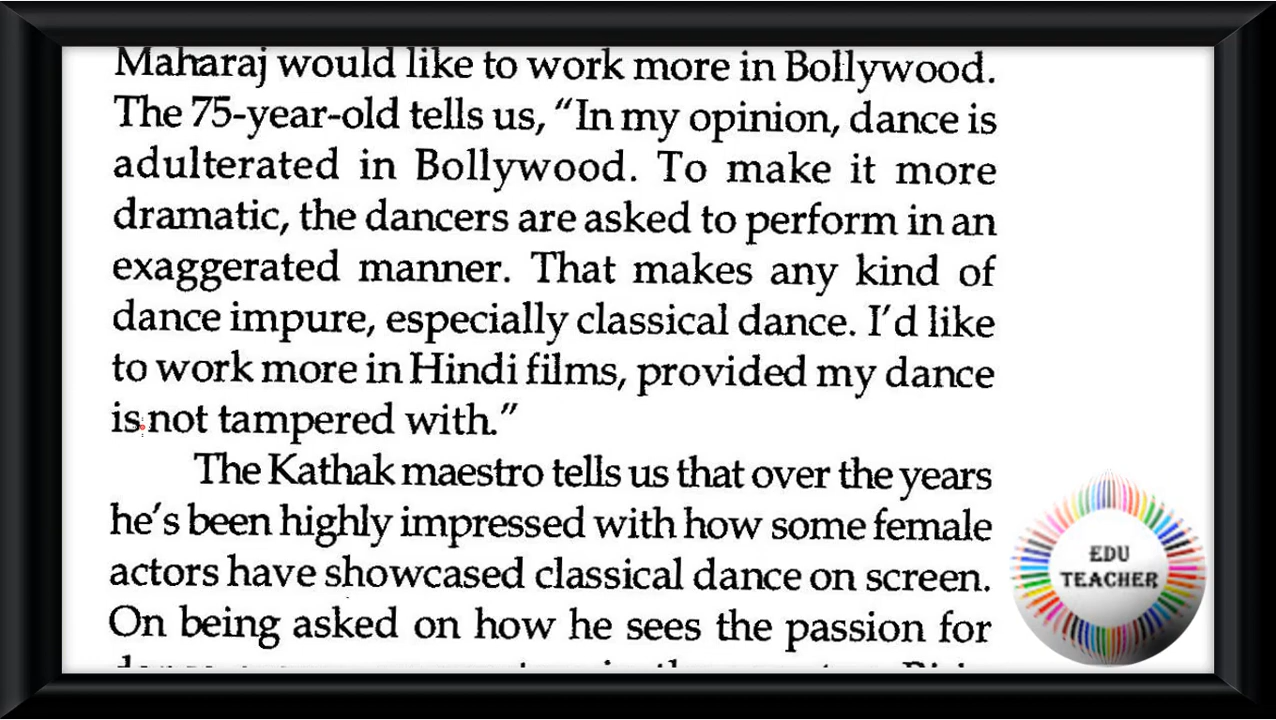 Maharaj would like to work more in Bollywood.
The 75-year-old tells us, “In my opinion, dance is
adulterated in Bollywood. To make it more
dramatic, the dancers are asked to perform in an
exaggerated manner. That makes any kind of
dance impure, especially classical dance. I’d like
to work more in Hindi films, provided my dance
is not tampered with.”
The Kathak maestro tells us that over the years
he’s been highly impressed with how some female
actors have showcased classical dance on screen.
On being asked on how he sees the passion for
EDU
TEACHER